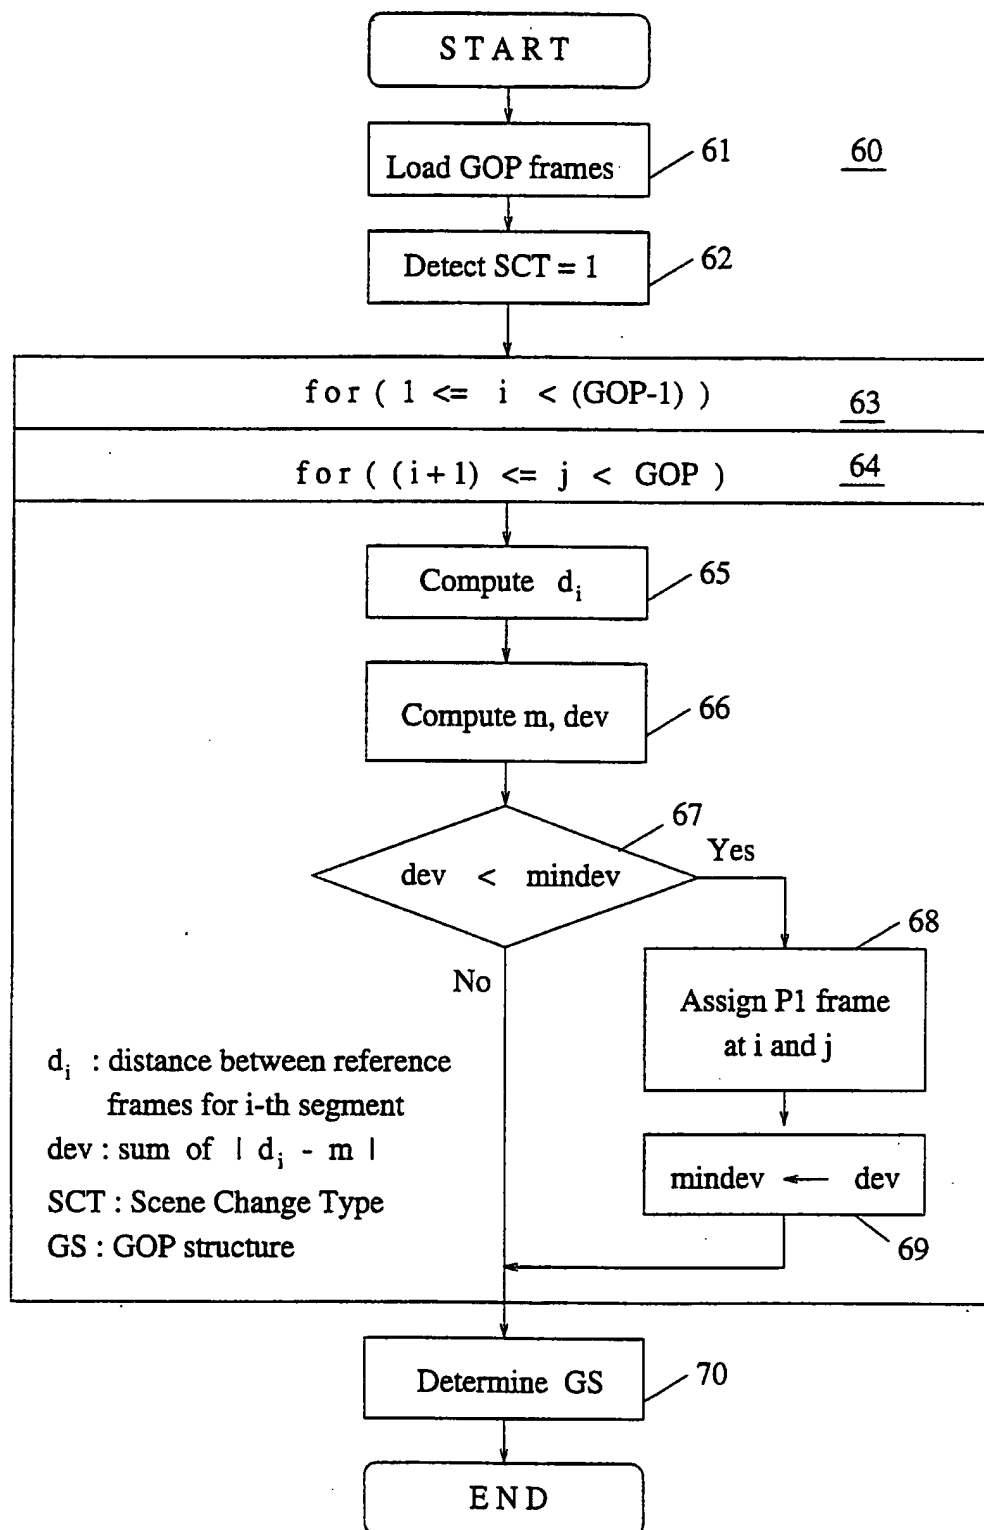 START
Load GOP frames
61
60
Detect SCT = 1
62
for ( 1 <= i < (GOP-1) )
63
for ( (i+1) <= j < GOP )
64
Compute d_i
65
Compute m, dev
66
67
dev < mindev
Yes
No
68
Assign P1 frame
at i and j
mindev ← dev
69
d_i : distance between reference
frames for i-th segment
dev : sum of | d_i - m |
SCT : Scene Change Type
GS : GOP structure
Determine GS
70
END